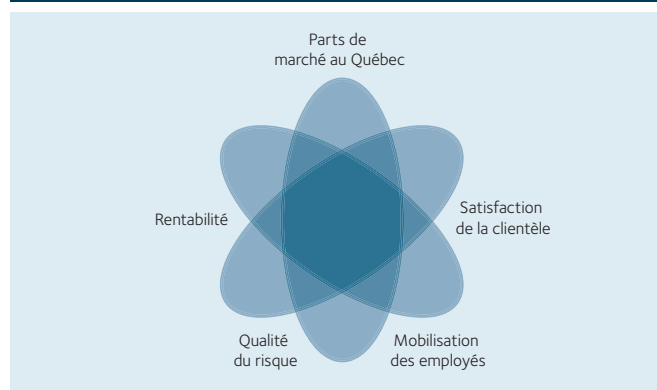 Parts de
marché au Québec
Satisfaction
de la clientèle
Mobilisation
des employés
Qualité
du risque
Rentabilité